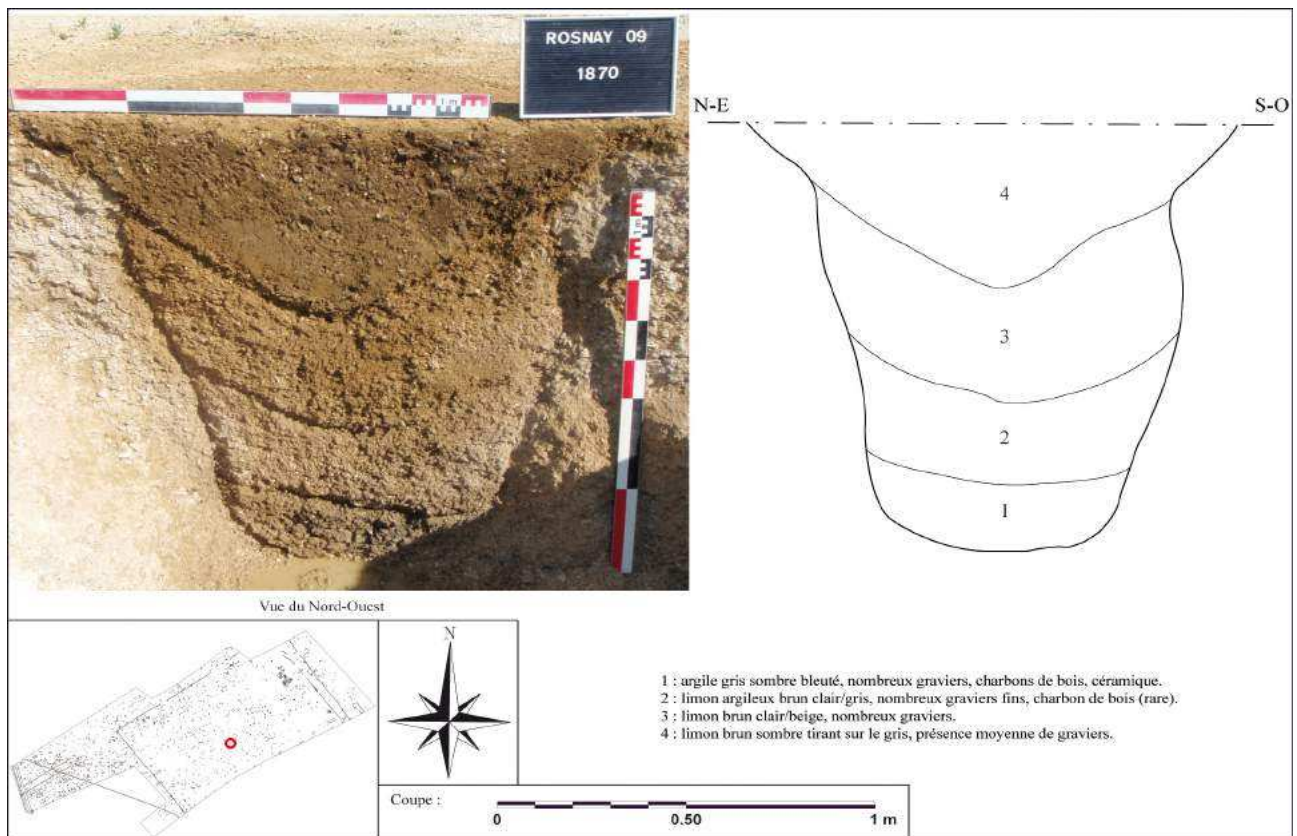 ROSNAY 09
1870
1 m
1 m
N-E
S-O
4
3
2
1
Vue du Nord-Ouest
N
1 : argile gris sombre bleuté, nombreux graviers, charbons de bois, céramique.
2 : limon argileux brun clair/gris, nombreux graviers fins, charbon de bois (rare).
3 : limon brun clair/beige, nombreux graviers.
4 : limon brun sombre tirant sur le gris, présence moyenne de graviers.
Coupe :
0 0.50 1 m